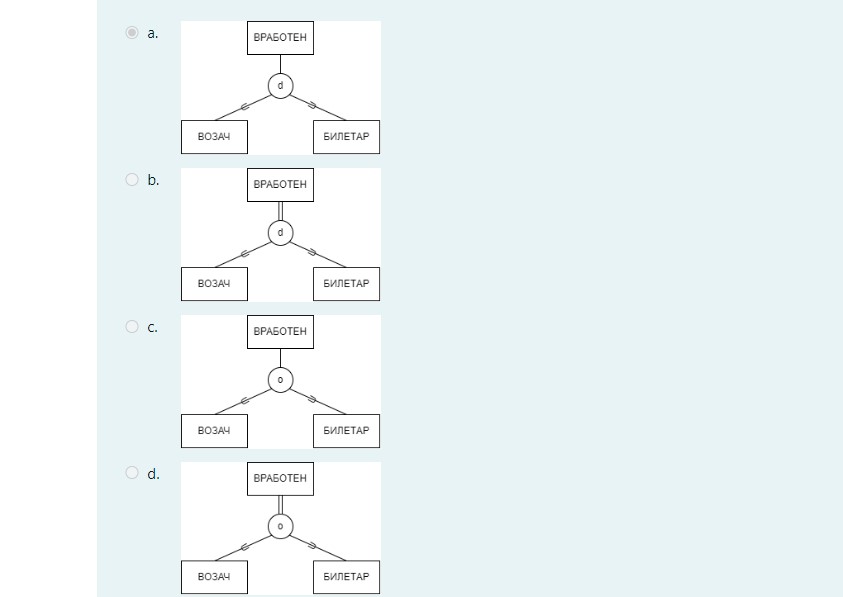 a.
ВРАБОТЕН
d
ВОЗАЧ БИЛЕТАР
b.
ВРАБОТЕН
d
ВОЗАЧ БИЛЕТАР
c.
ВРАБОТЕН
o
ВОЗАЧ БИЛЕТАР
d.
ВРАБОТЕН
o
ВОЗАЧ БИЛЕТАР